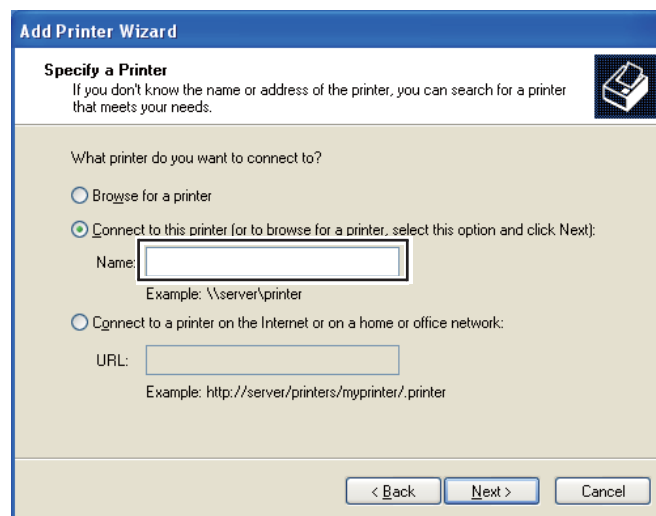 Add Printer Wizard
Specify a Printer
If you don't know the name or address of the printer, you can search for a printer
that meets your needs.
What printer do you want to connect to?
Browse for a printer
Connect to this printer (or to browse for a printer, select this option and click Next):
Name:
Example: \\server\printer
Connect to a printer on the Internet or on a home or office network:
URL:
Example: http://server/printers/myprinter/.printer
< Back Next > Cancel